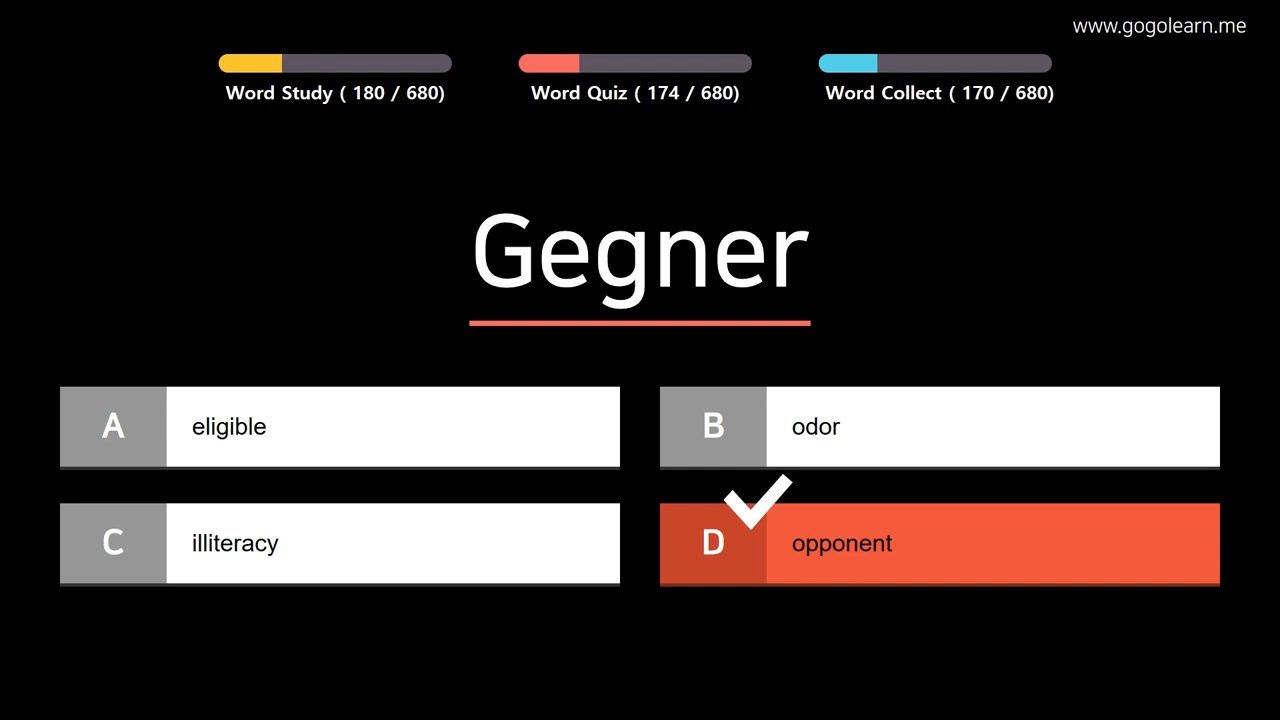 www.gogolearn.me
Word Study ( 180 / 680)
Word Quiz ( 174 / 680)
Word Collect ( 170 / 680)
Gegner
A eligible
B odor
C illiteracy
D opponent